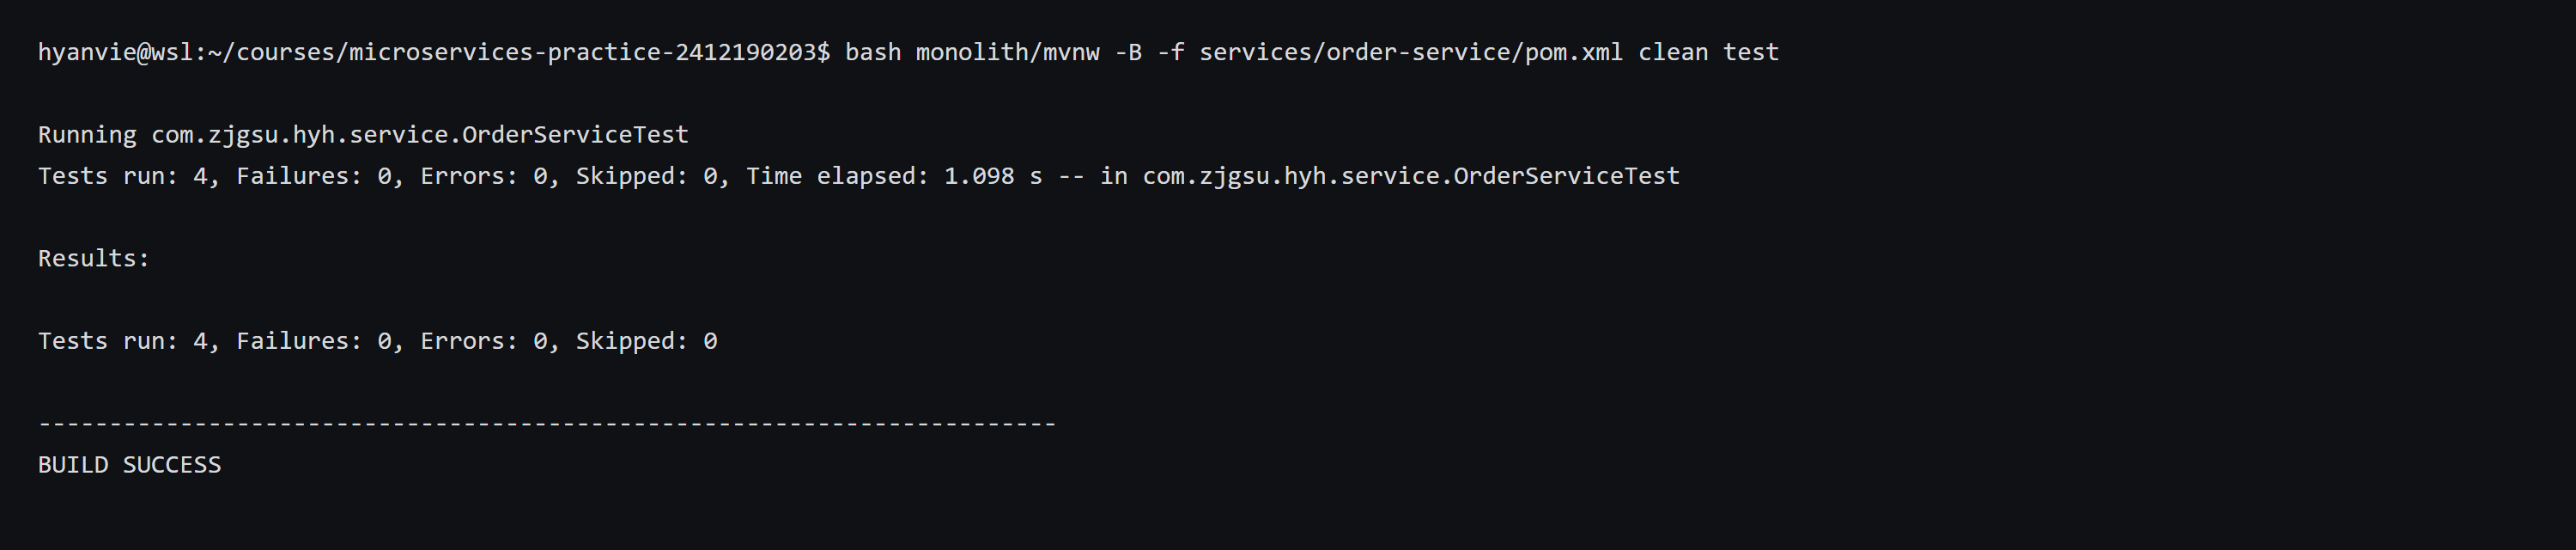 hyanvie@wsl:~/courses/microservices-practice-2412190203$ bash monolith/mvnw -B -f services/order-service/pom.xml clean test
Running com.zjgsu.hyh.service.OrderServiceTest
Tests run: 4, Failures: 0, Errors: 0, Skipped: 0, Time elapsed: 1.098 s -- in com.zjgsu.hyh.service.OrderServiceTest
Results:
Tests run: 4, Failures: 0, Errors: 0, Skipped: 0
------------------------------------------------------------------------
BUILD SUCCESS